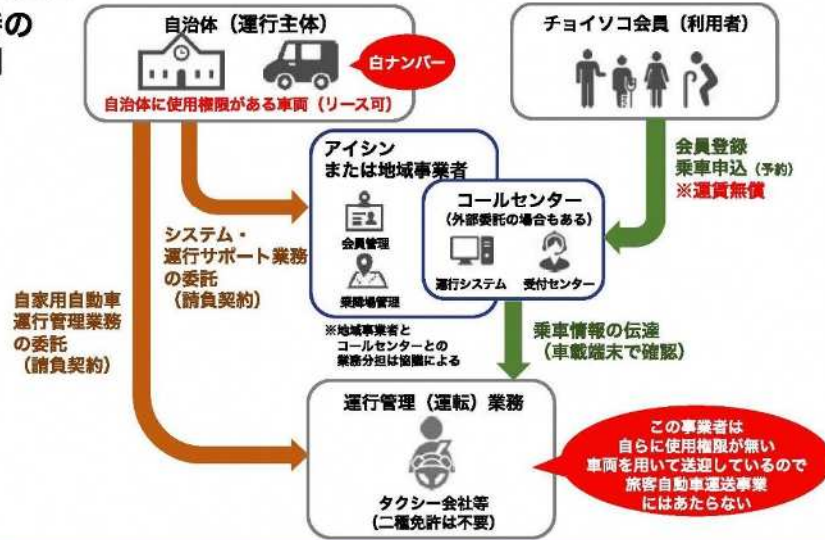 の
自治体（運行主体）
白ナンバー
自治体に使用権限がある車両（リース可）
チョイソコ会員（利用者）
会員登録
乗車申込（予約）
※運賃無償
アイシン
または地域事業者
会員管理
乗降場管理
コールセンター
（外部委託の場合もある）
運行システム
受付センター
システム・
運行サポート業務
の委託
（請負契約）
自家用自動車
運行管理業務
の委託
（請負契約）
※地域事業者と
コールセンターとの
業務分担は協議による
乗車情報の伝達
（車載端末で確認）
運行管理（運転）業務
タクシー会社等
（二種免許は不要）
この事業者は
自らに使用権限が無い
車両を用いて送迎しているので
旅客自動車運送事業
にはあたらない